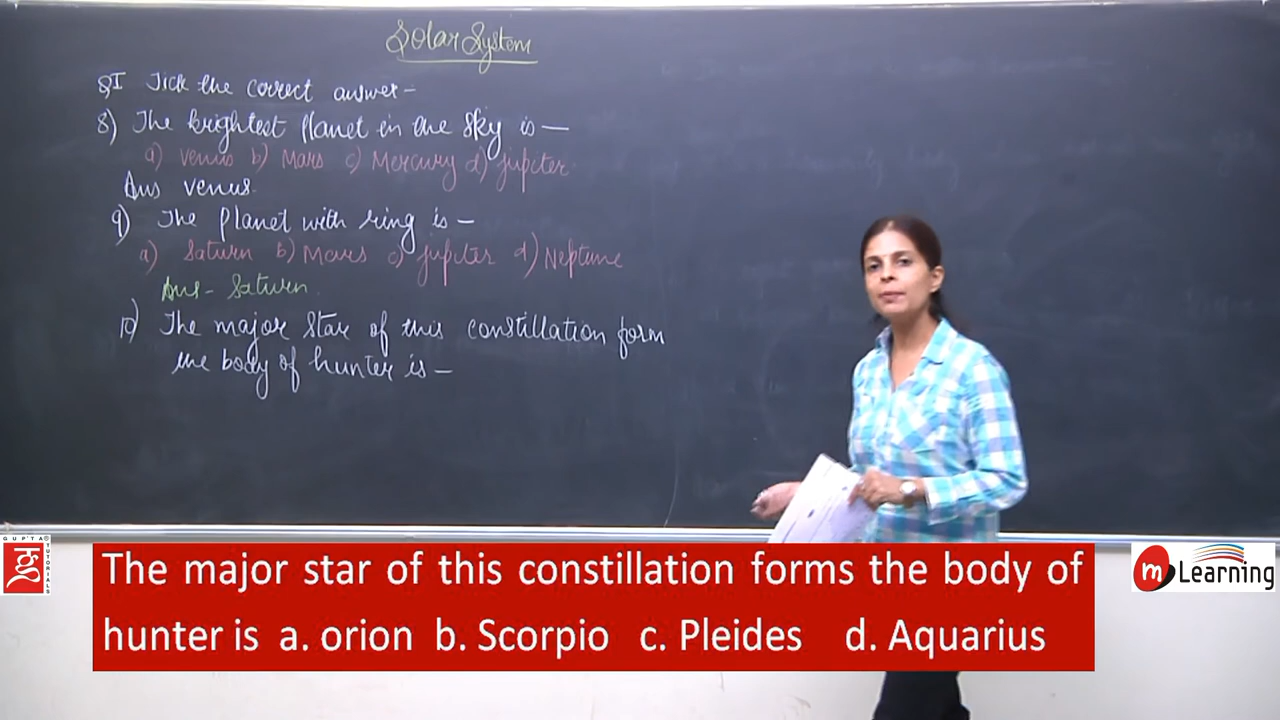 Solar System
Q I Tick the correct answer-
8) The brightest planet in the sky is —
a) Venus b) Mars c) Mercury d) jupiter
Ans venus.
9) The planet with ring is —
a) Saturn b) Mars c) jupiter d) Neptune
Ans- Saturn.
10) The major star of this constillation form
the body of hunter is —
GUPTA
TUTORIALS
The major star of this constillation forms the body of
hunter is a. orion b. Scorpio c. Pleides d. Aquarius
m Learning